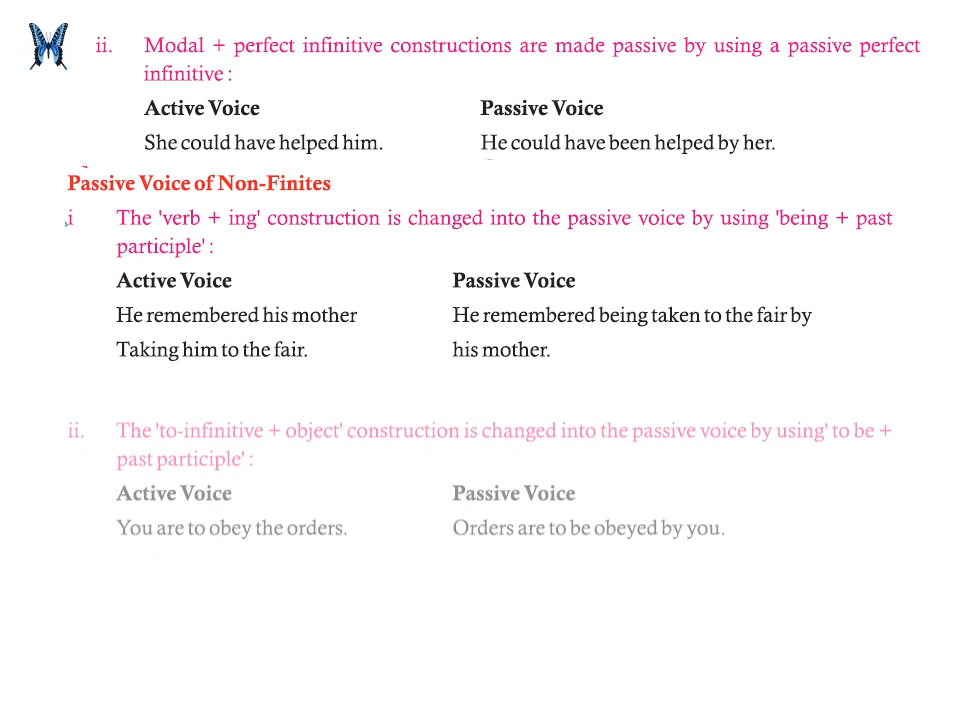 ii. Modal + perfect infinitive constructions are made passive by using a passive perfect
infinitive :
Active Voice Passive Voice
She could have helped him. He could have been helped by her.
Passive Voice of Non-Finites
i The 'verb + ing' construction is changed into the passive voice by using 'being + past
participle' :
Active Voice Passive Voice
He remembered his mother He remembered being taken to the fair by
Taking him to the fair. his mother.
ii. The 'to-infinitive + object' construction is changed into the passive voice by using' to be +
past participle' :
Active Voice Passive Voice
You are to obey the orders. Orders are to be obeyed by you.